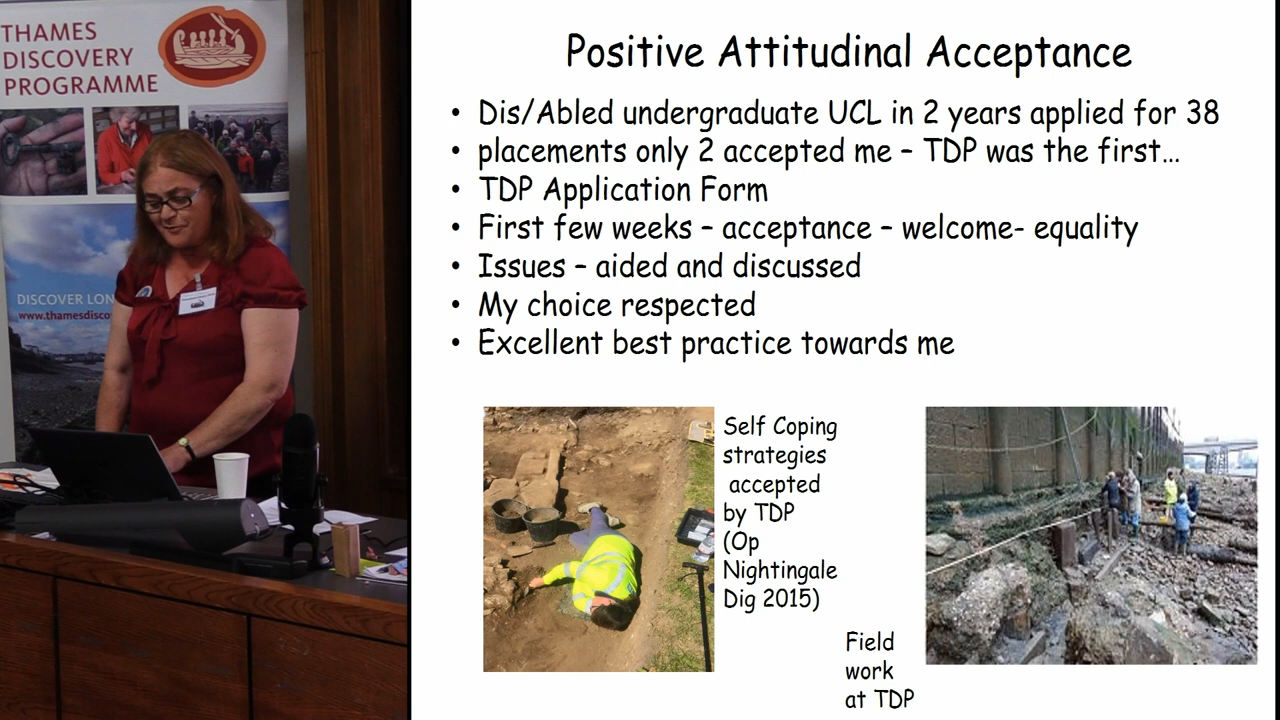 THAMES
DISCOVERY
PROGRAMME
DISCOVER LON
www.thamesdisco
Positive Attitudinal Acceptance
• Dis/Abled undergraduate UCL in 2 years applied for 38
• placements only 2 accepted me – TDP was the first…
• TDP Application Form
• First few weeks – acceptance – welcome- equality
• Issues – aided and discussed
• My choice respected
• Excellent best practice towards me
Self Coping
strategies
accepted
by TDP
(Op
Nightingale
Dig 2015)
Field
work
at TDP